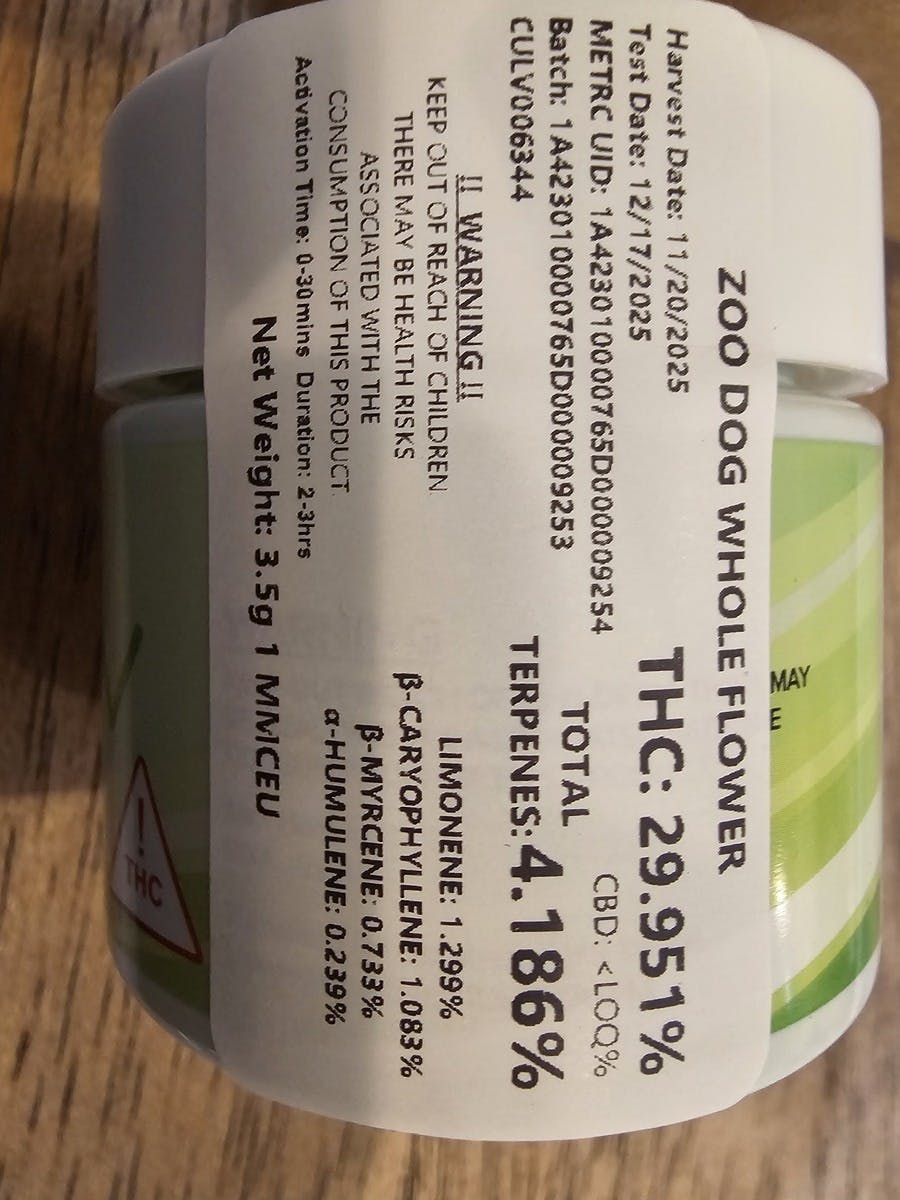 ZOO DOG WHOLE FLOWER
Harvest Date: 11/20/2025
Test Date: 12/17/2025
METRC UID: 1A4230100000765D000009254
Batch: 1A4230100000765D000009253
CULV006344
THC: 29.951%
CBD: <LOQ%
TOTAL
TERPENES: 4.186%
!! WARNING !!
KEEP OUT OF REACH OF CHILDREN
THERE MAY BE HEALTH RISKS
ASSOCIATED WITH THE
CONSUMPTION OF THIS PRODUCT.
Activation Time: 0-30mins Duration: 2-3hrs
LIMONENE: 1.299%
β-CARYOPHYLLENE: 1.083%
β-MYRCENE: 0.733%
α-HUMULENE: 0.239%
Net Weight: 3.5g 1 MMCEU
MAY
E
!
THC